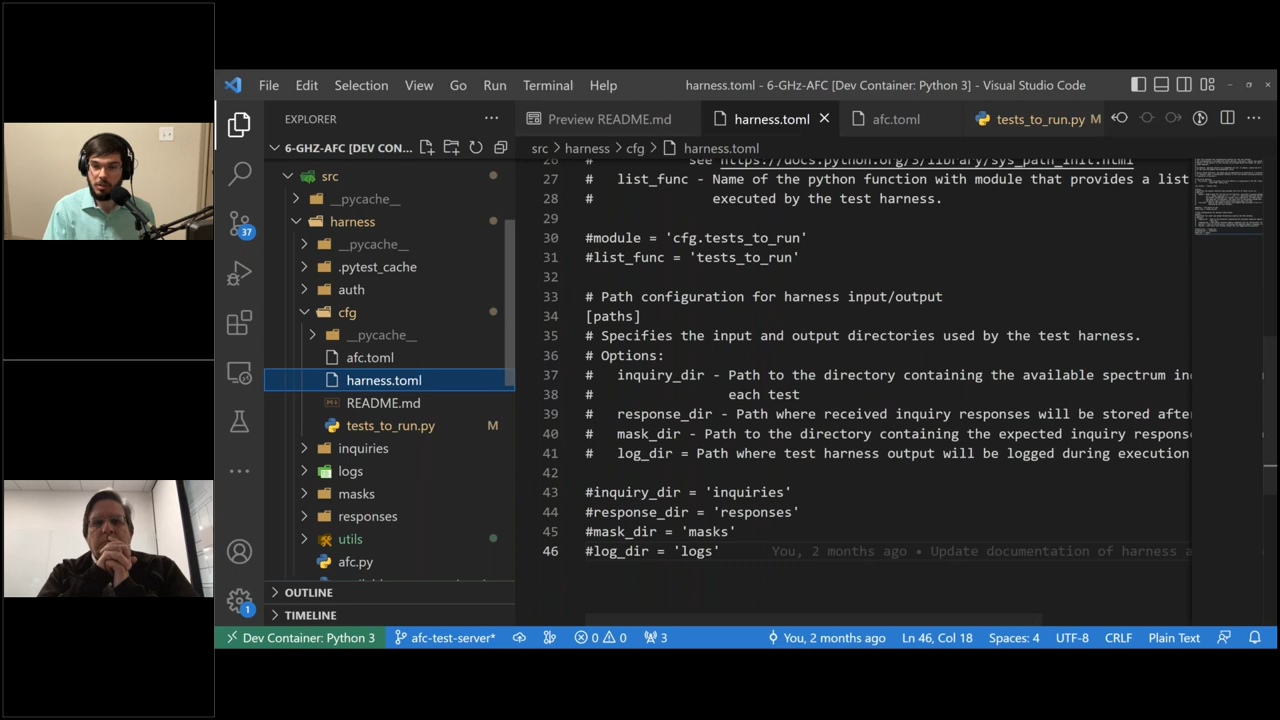 File Edit Selection View Go Run Terminal Help
harness.toml - 6-GHz-AFC [Dev Container: Python 3] - Visual Studio Code
EXPLORER
6-GHZ-AFC [DEV CON...
src
__pycache__
harness
__pycache__
.pytest_cache
auth
cfg
__pycache__
afc.toml
harness.toml
README.md
tests_to_run.py M
inquiries
logs
masks
responses
utils
afc.py
OUTLINE
TIMELINE
37
1
Preview README.md
harness.toml
afc.toml
tests_to_run.py M
src > harness > cfg > harness.toml
26 # see https://docs.python.org/3/library/sys_path_init.html
27 # list_func - Name of the python function with module that provides a list
28 # executed by the test harness.
29
30 #module = 'cfg.tests_to_run'
31 #list_func = 'tests_to_run'
32
33 # Path configuration for harness input/output
34 [paths]
35 # Specifies the input and output directories used by the test harness.
36 # Options:
37 # inquiry_dir - Path to the directory containing the available spectrum in
38 # each test
39 # response_dir - Path where received inquiry responses will be stored afte
40 # mask_dir - Path to the directory containing the expected inquiry respons
41 # log_dir = Path where test harness output will be logged during execution
42
43 #inquiry_dir = 'inquiries'
44 #response_dir = 'responses'
45 #mask_dir = 'masks'
46 #log_dir = 'logs' You, 2 months ago • Update documentation of harness a
Dev Container: Python 3 afc-test-server* 0 0 3 You, 2 months ago Ln 46, Col 18 Spaces: 4 UTF-8 CRLF Plain Text